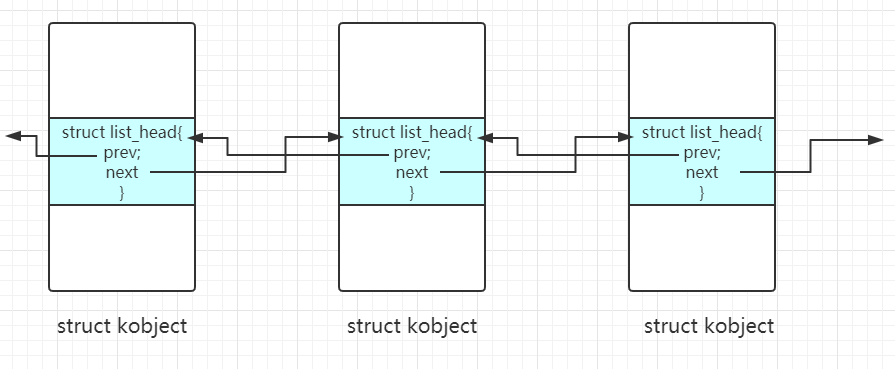 struct list_head{
prev;
next
}
struct list_head{
prev;
next
}
struct list_head{
prev;
next
}
struct kobject
struct kobject
struct kobject